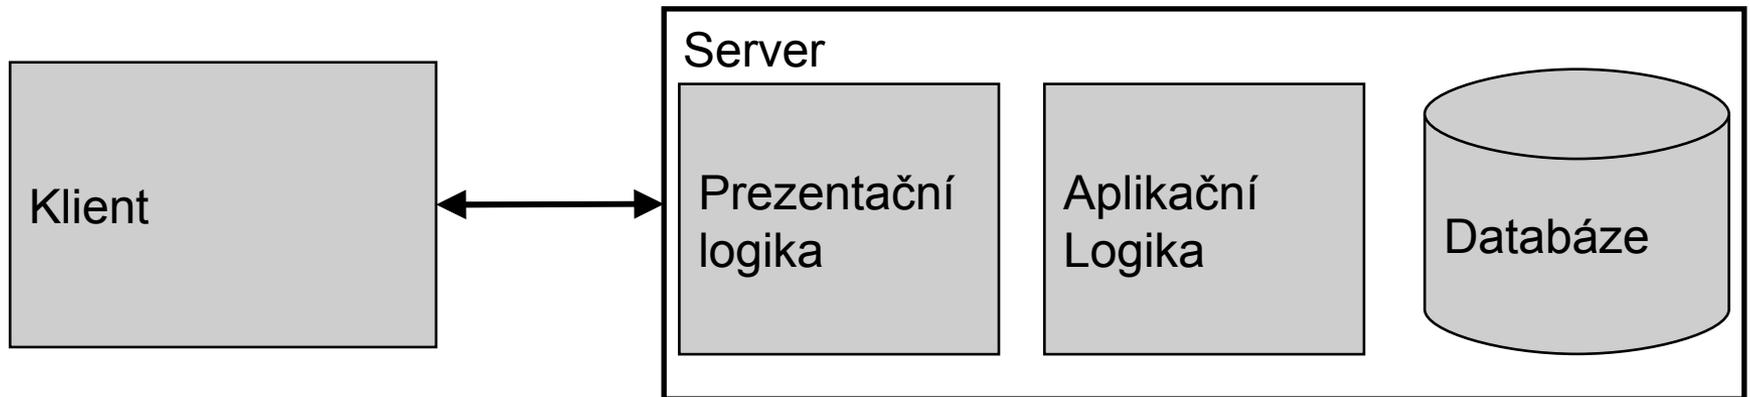 Server
Klient
Prezentační
logika
Aplikační
Logika
Databáze